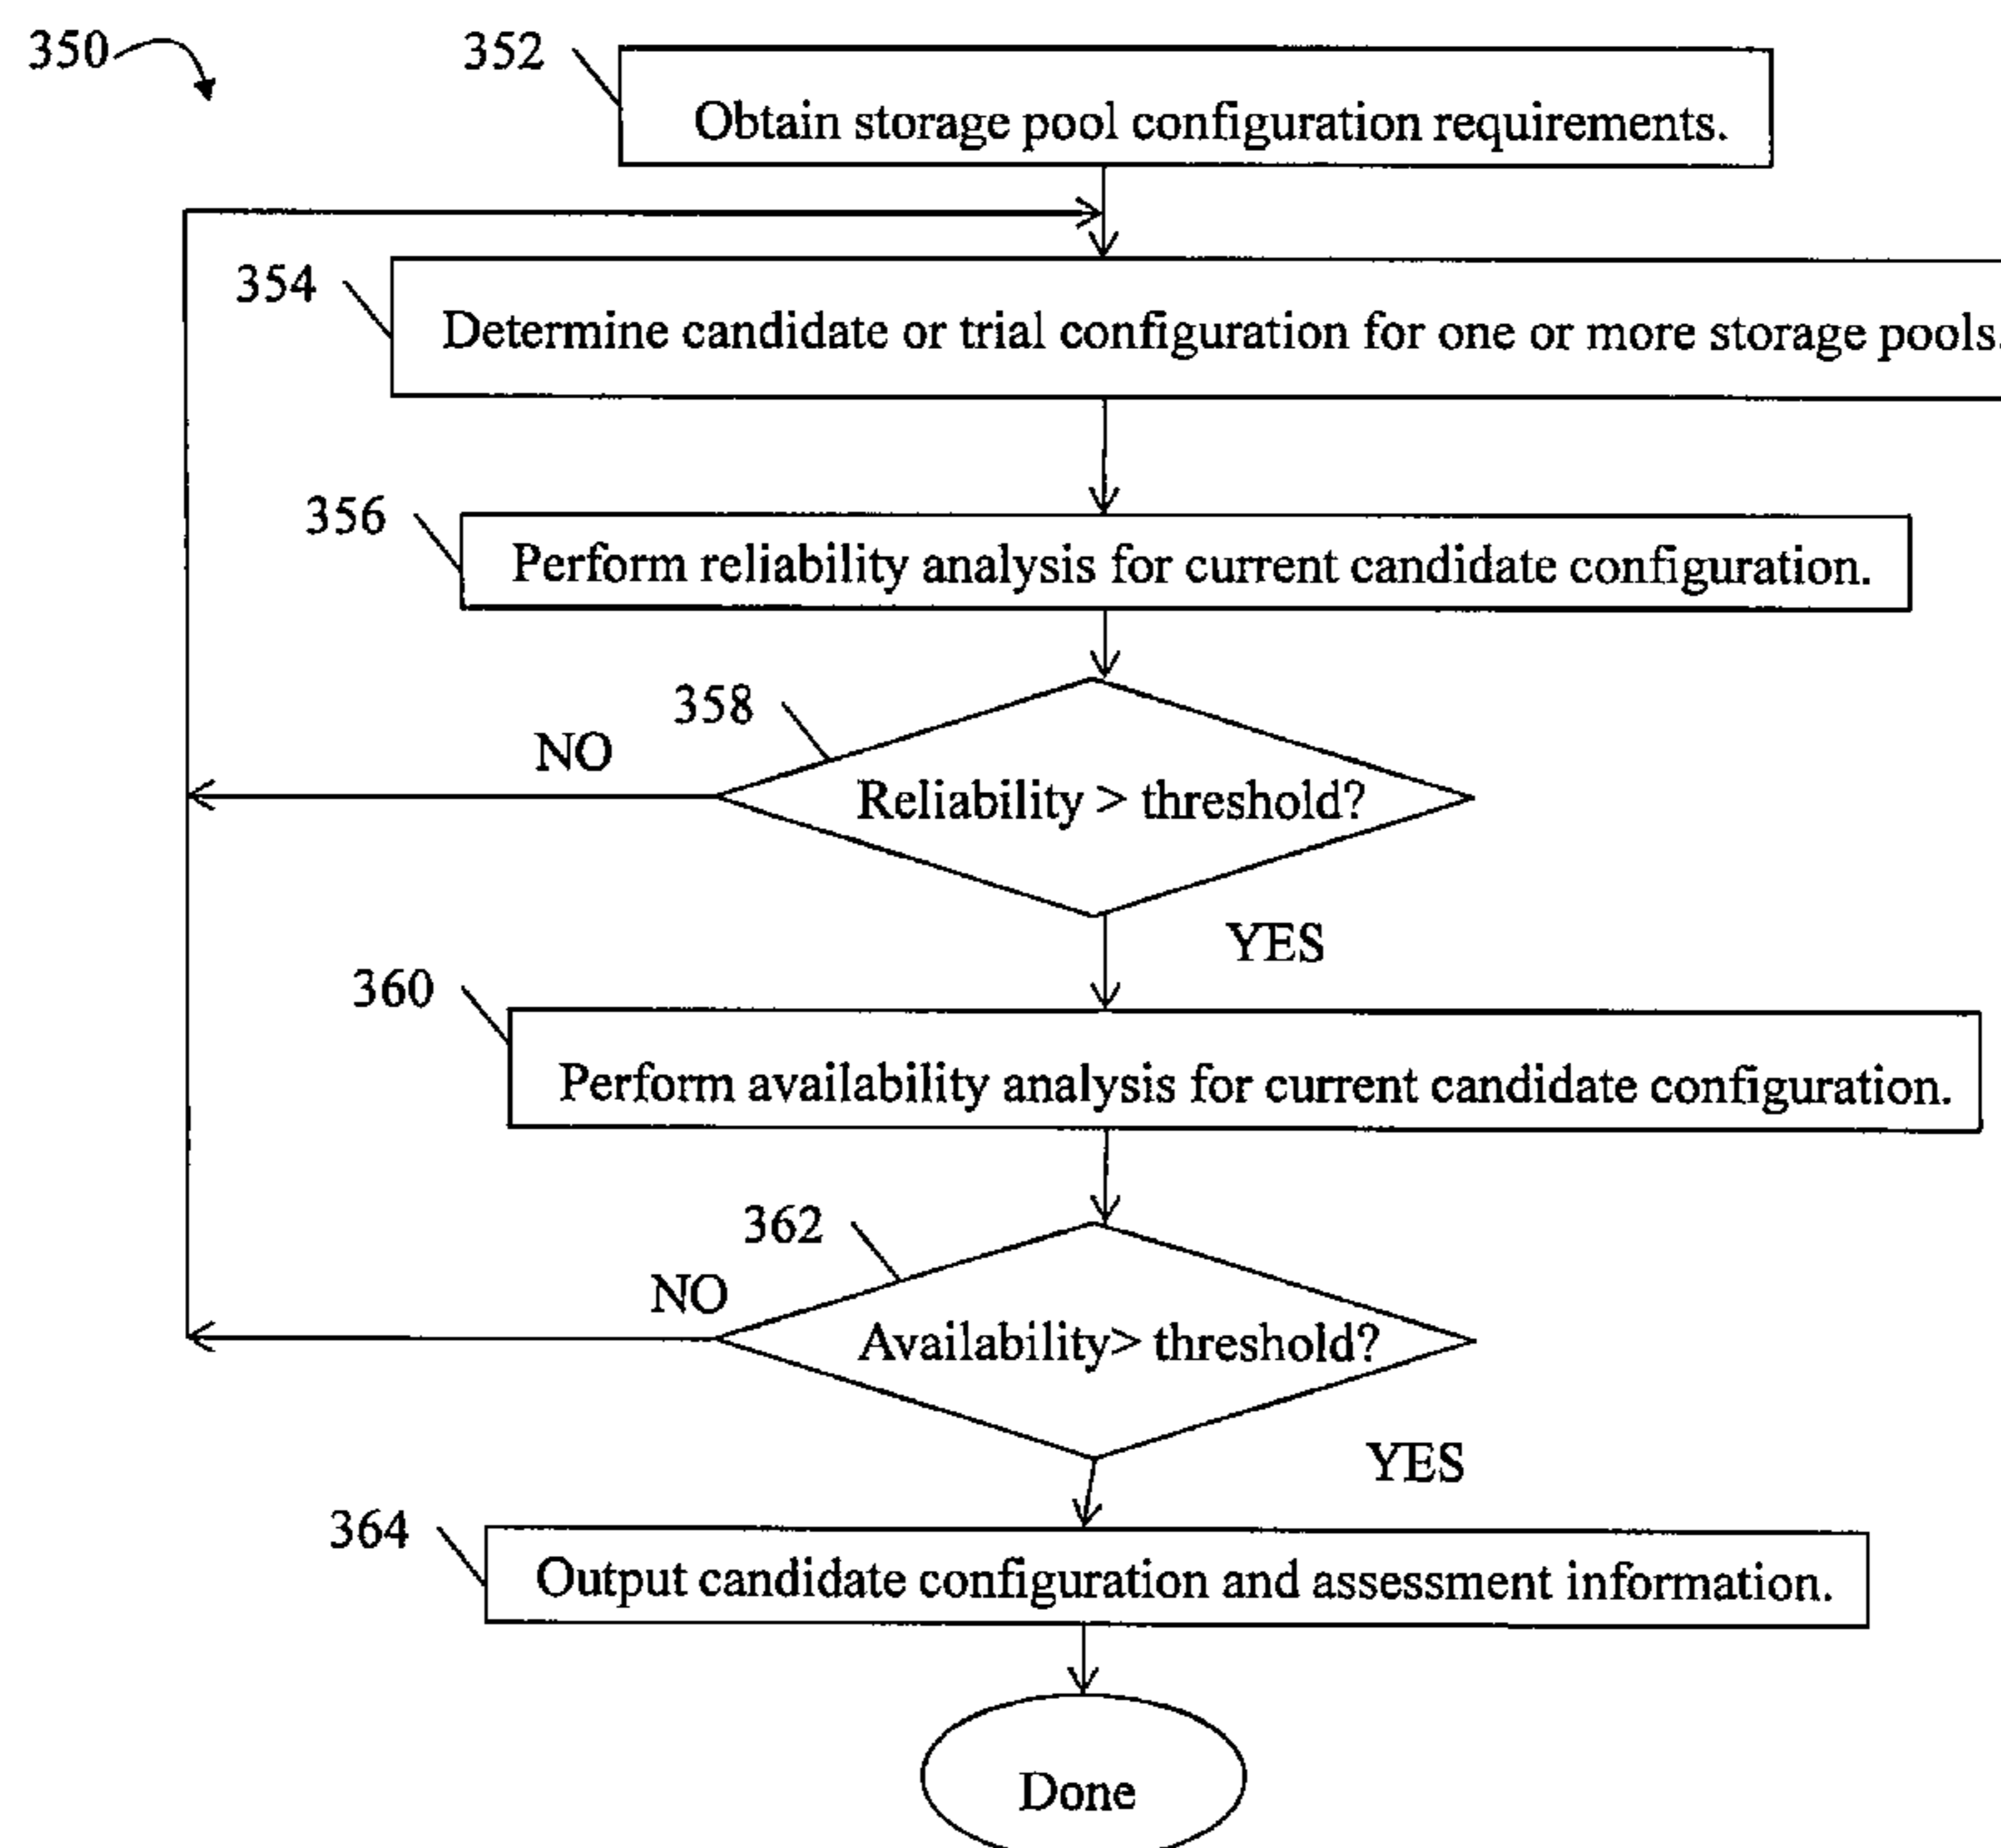 350
352
Obtain storage pool configuration requirements.
354
Determine candidate or trial configuration for one or more storage pools.
356
Perform reliability analysis for current candidate configuration.
358
NO
Reliability > threshold?
YES
360
Perform availability analysis for current candidate configuration.
362
NO
Availability> threshold?
YES
364
Output candidate configuration and assessment information.
Done